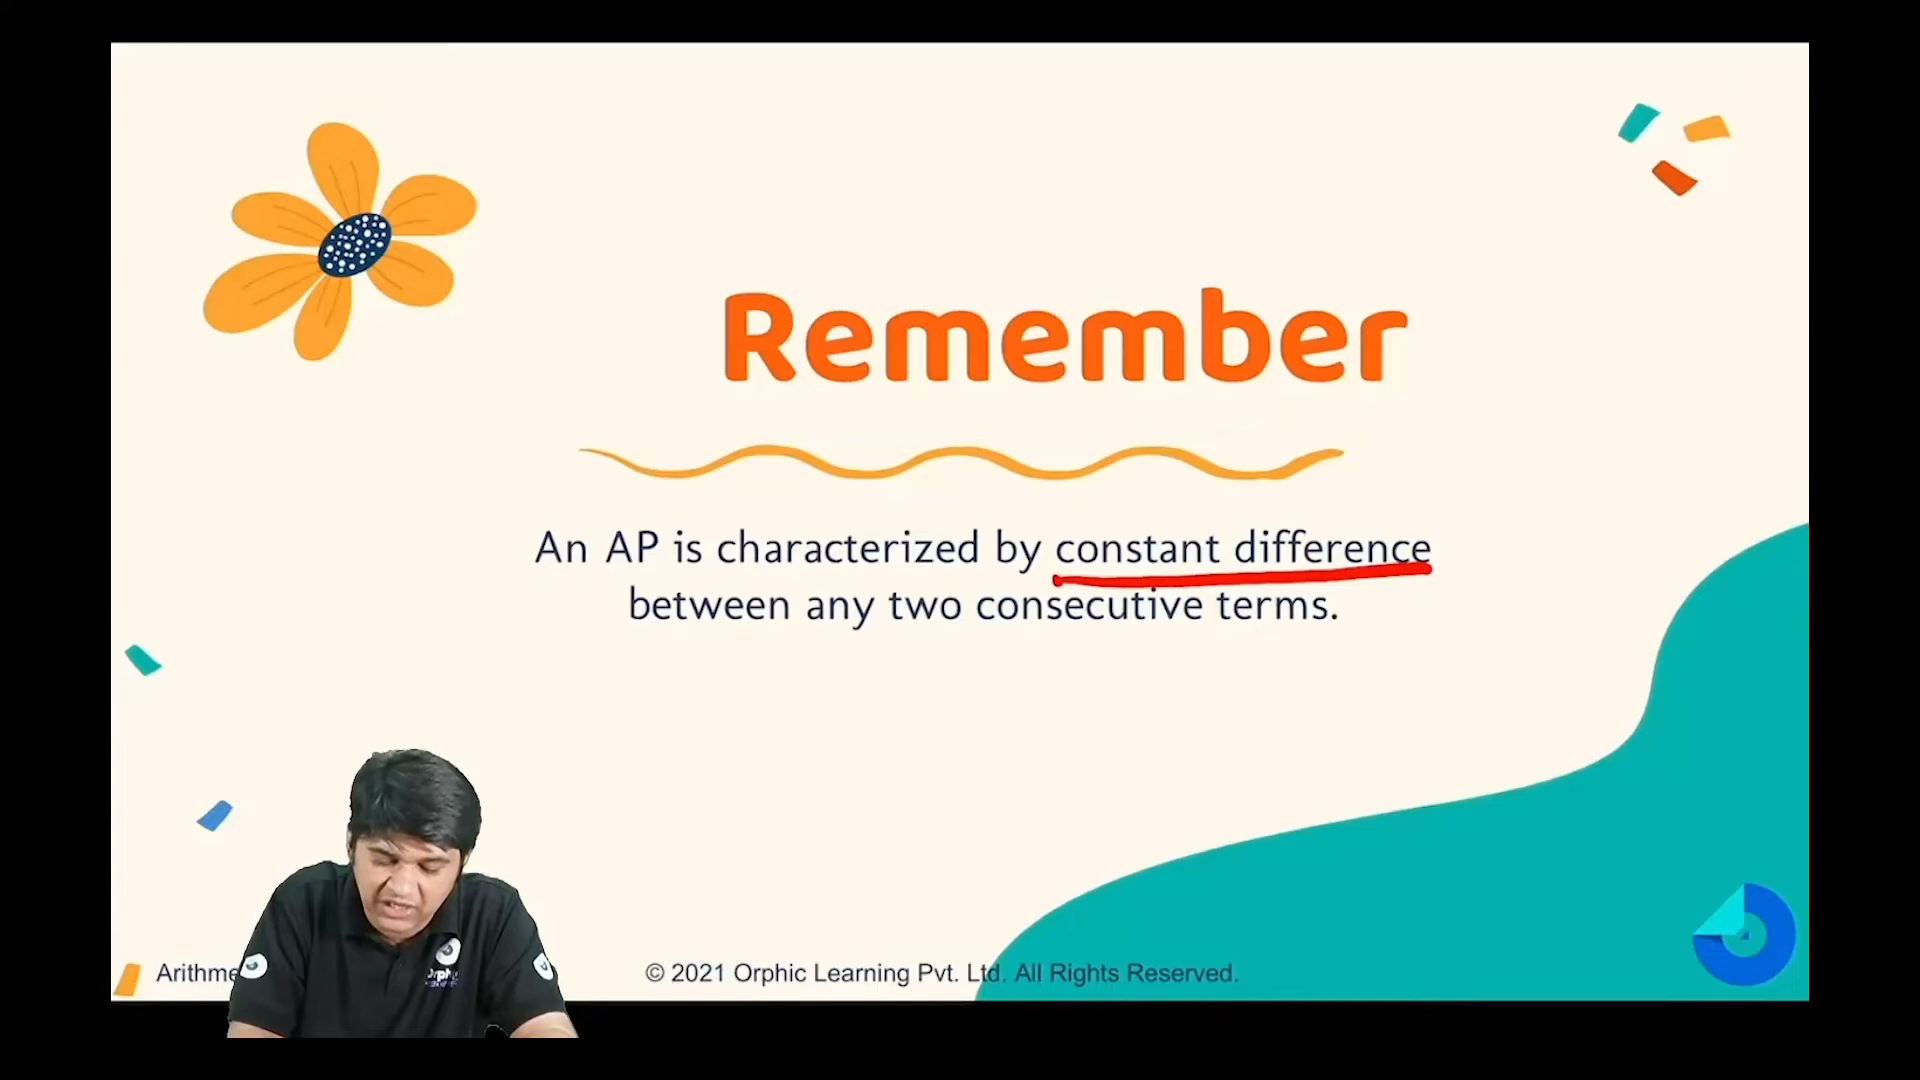 Remember
An AP is characterized by constant difference
between any two consecutive terms.
© 2021 Orphic Learning Pvt. Ltd. All Rights Reserved.